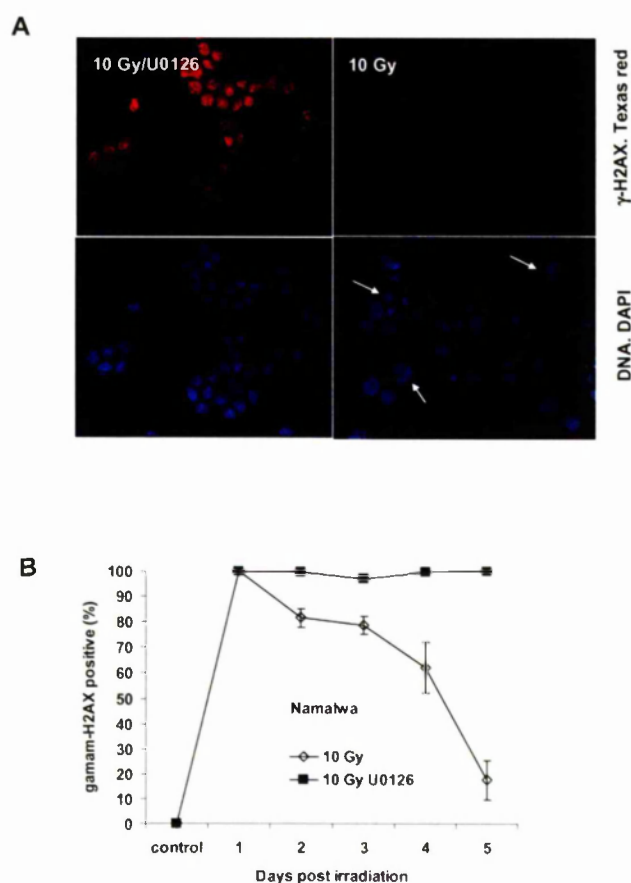 A
10 Gy/U0126
10 Gy
γ-H2AX. Texas red
DNA. DAPI
B
gamam-H2AX positive (%)
100
90
80
70
60
50
40
30
20
10
0
Namalwa
10 Gy
10 Gy U0126
control 1 2 3 4 5
Days post irradiation